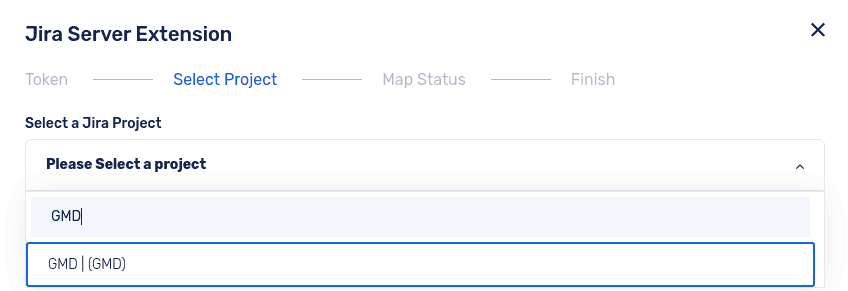 Jira Server Extension
Token Select Project Map Status Finish
Select a Jira Project
Please Select a project
GMD
GMD | (GMD)